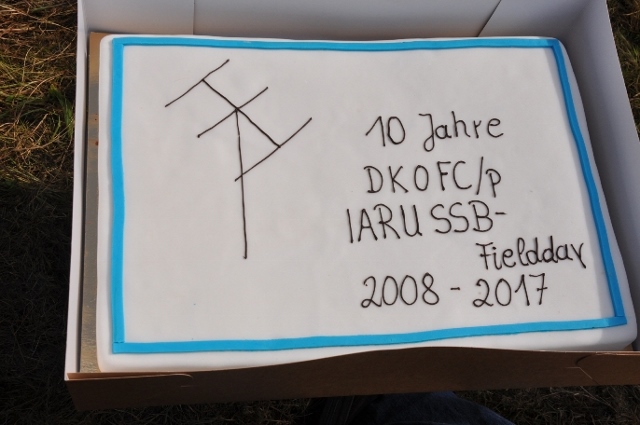 10 Jahre
DK0FC/p
IARU SSB-
Fieldday
2008 - 2017